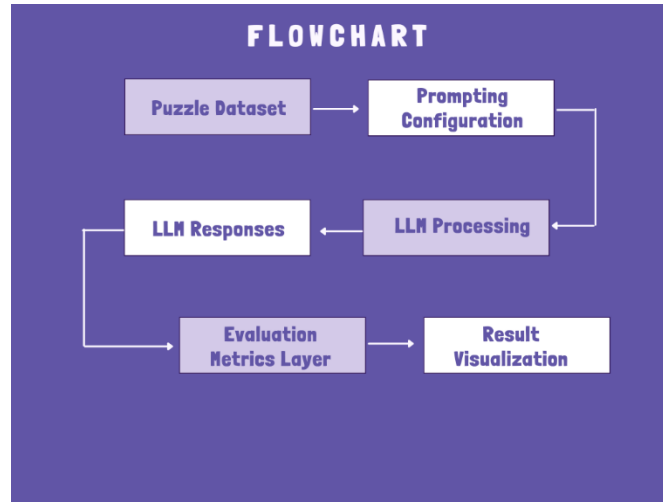 FLOWCHART
Puzzle Dataset
Prompting
Configuration
LLM Processing
LLM Responses
Evaluation
Metrics Layer
Result
Visualization